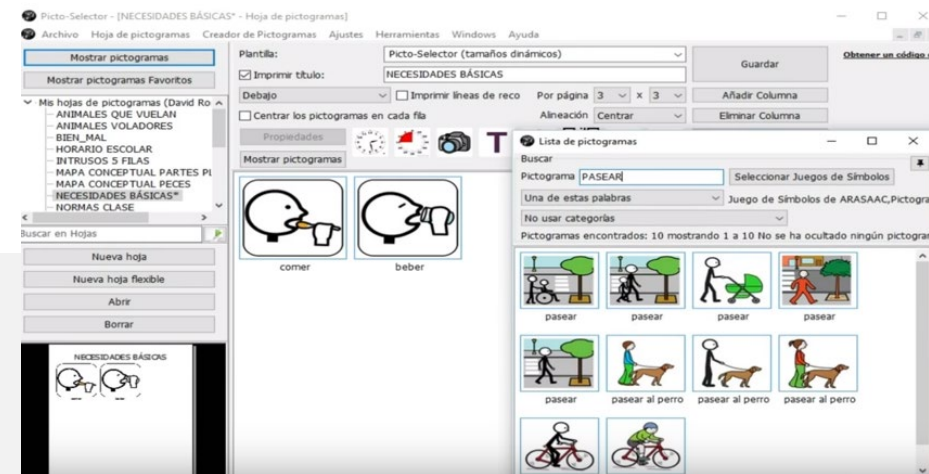 Picto-Selector - [NECESIDADES BÁSICAS* - Hoja de pictogramas]
Archivo Hoja de pictogramas Creador de Pictogramas Ajustes Herramientas Windows Ayuda
Mostrar pictogramas
Mostrar pictogramas Favoritos
Mis hojas de pictogramas (David Ro
ANIMALES QUE VUELAN
ANIMALES VOLADORES
BIEN_MAL
HORARIO ESCOLAR
INTRUSOS 5 FILAS
MAPA CONCEPTUAL PARTES PL
MAPA CONCEPTUAL PECES
NECESIDADES BÁSICAS*
NORMAS CLASE
Buscar en Hojas
Nueva hoja
Nueva hoja flexible
Abrir
Borrar
NECESIDADES BÁSICAS
Plantilla: Picto-Selector (tamaños dinámicos)
Imprimir título: NECESIDADES BÁSICAS
Debajo Imprimir líneas de reco Por página 3 x 3
Centrar los pictogramas en cada fila Alineación Centrar
Propiedades
Mostrar pictogramas T
Guardar
Añadir Columna
Eliminar Columna
Obtener un código
comer beber
Lista de pictogramas
Buscar
Pictograma PASEAR Seleccionar Juegos de Símbolos
Una de estas palabras Juego de Símbolos de ARASAAC,Pictogra
No usar categorías
Pictogramas encontrados: 10 mostrando 1 a 10 No se ha ocultado ningún pictogram
pasear pasear pasear pasear
pasear pasear al perro pasear al perro pasear al perro